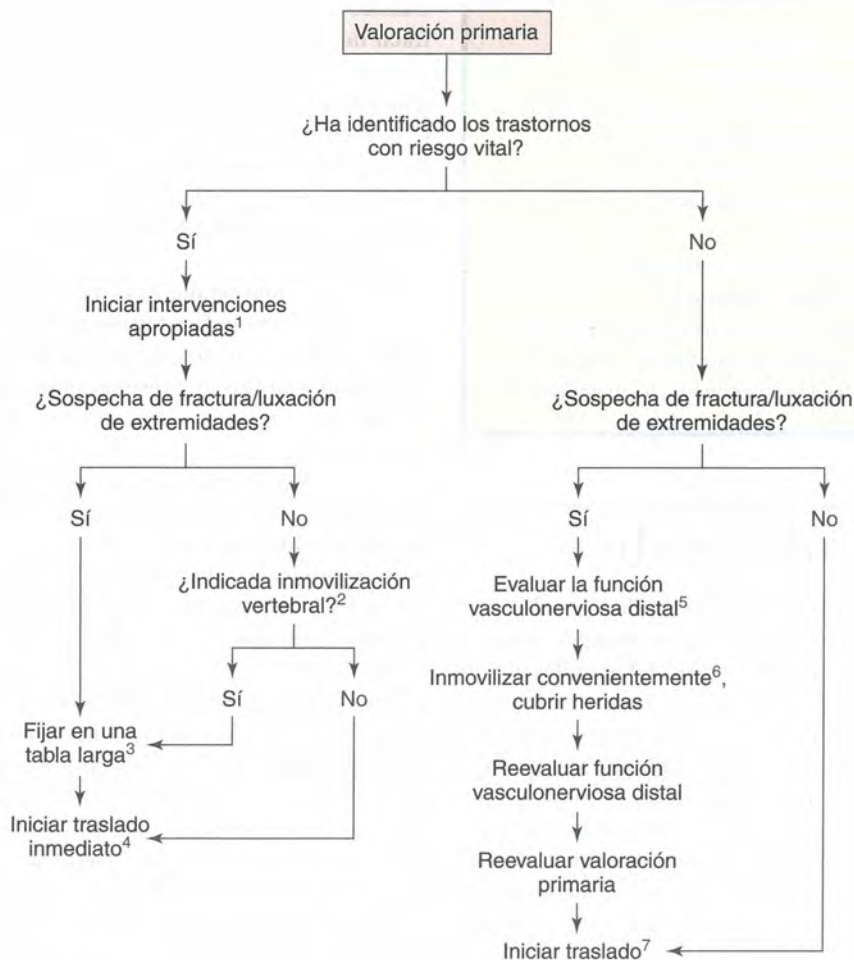 Valoración primaria
¿Ha identificado los trastornos
con riesgo vital?
Sí
No
Iniciar intervenciones
apropiadas1
¿Sospecha de fractura/luxación
de extremidades?
¿Sospecha de fractura/luxación
de extremidades?
Sí
No
Sí
No
¿Indicada inmovilización
vertebral?2
Evaluar la función
vasculonerviosa distal5
Sí
No
Inmovilizar convenientemente6,
cubrir heridas
Fijar en una
tabla larga3
Reevaluar función
vasculonerviosa distal
Iniciar traslado
inmediato4
Reevaluar valoración
primaria
Iniciar traslado7